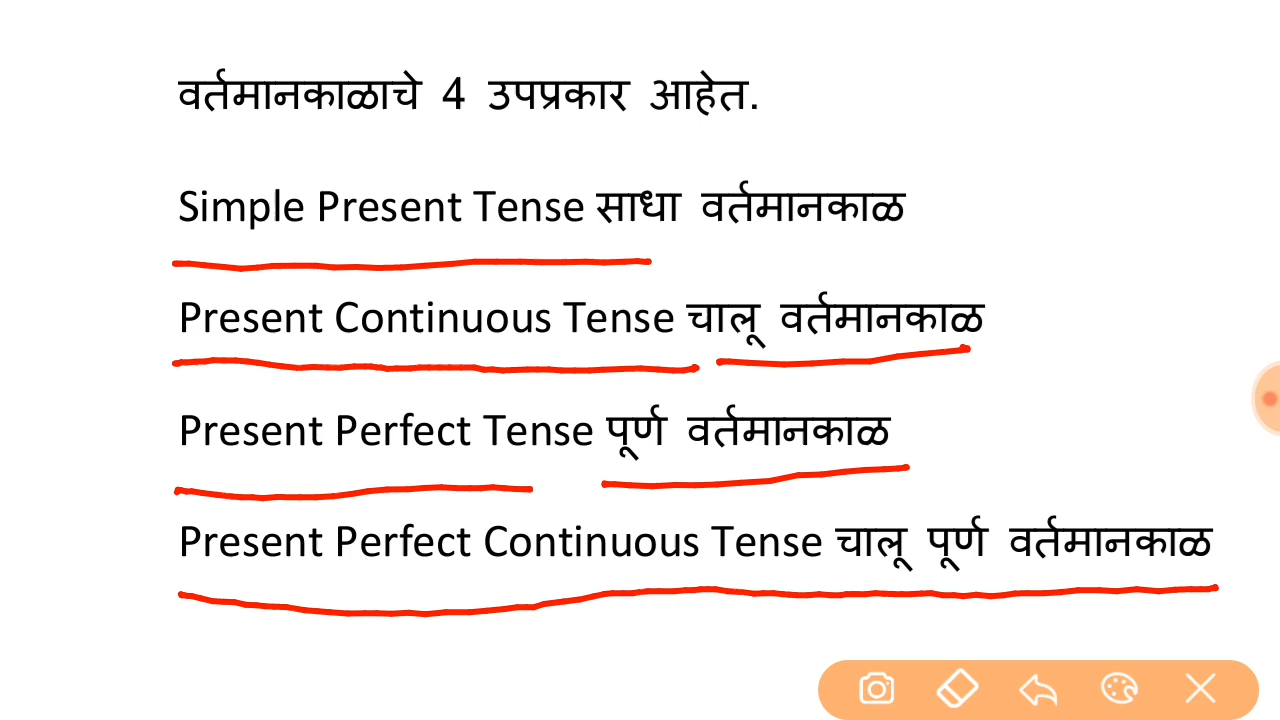 वर्तमानकाळाचे 4 उपप्रकार आहेत.
Simple Present Tense साधा वर्तमानकाळ
Present Continuous Tense चालू वर्तमानकाळ
Present Perfect Tense पूर्ण वर्तमानकाळ
Present Perfect Continuous Tense चालू पूर्ण वर्तमानकाळ